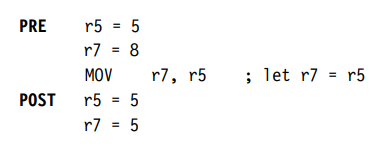 PRE r5 = 5
r7 = 8
MOV r7, r5 ; let r7 = r5
POST r5 = 5
r7 = 5